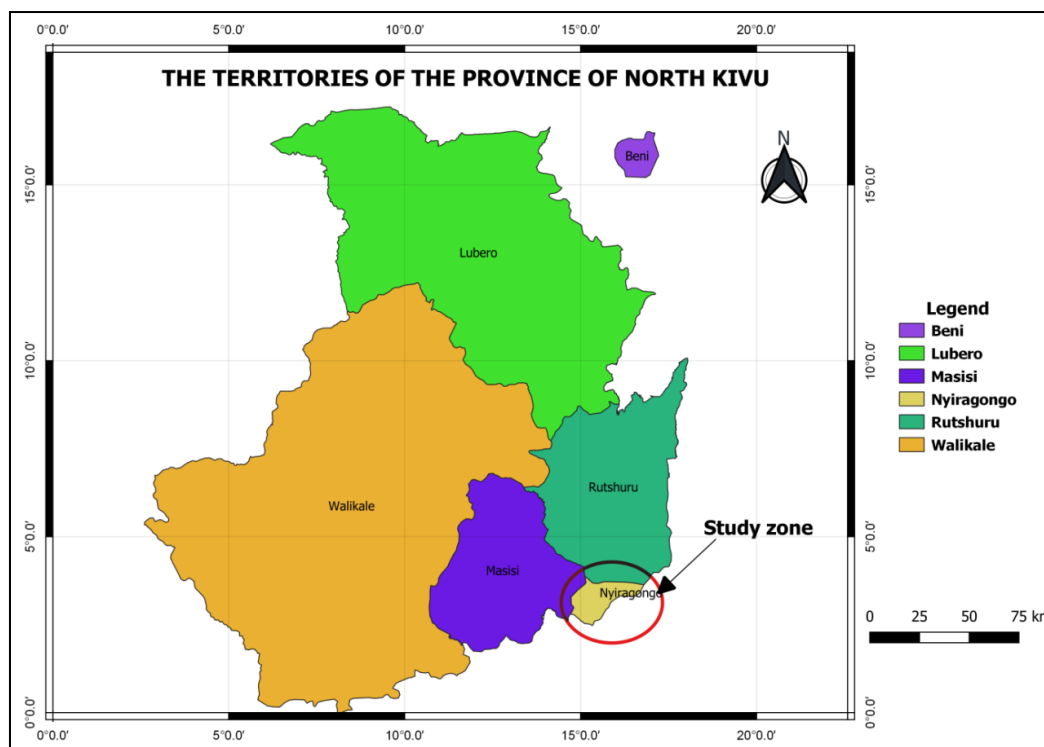 0°0.0' 5°0.0' 10°0.0' 15°0.0' 20°0.0'
THE TERRITORIES OF THE PROVINCE OF NORTH KIVU
N
Beni
15°0.0' 15°0.0'
Lubero
Legend
Beni
Lubero
Masisi
Nyiragongo
Rutshuru
Walikale
10°0.0' 10°0.0'
Rutshuru
Walikale
Study zone
5°0.0' 5°0.0'
Masisi
Nyiragongo
0 25 50 75 km
0°0.0' 0°0.0'
0°0.0' 5°0.0' 10°0.0' 15°0.0' 20°0.0'